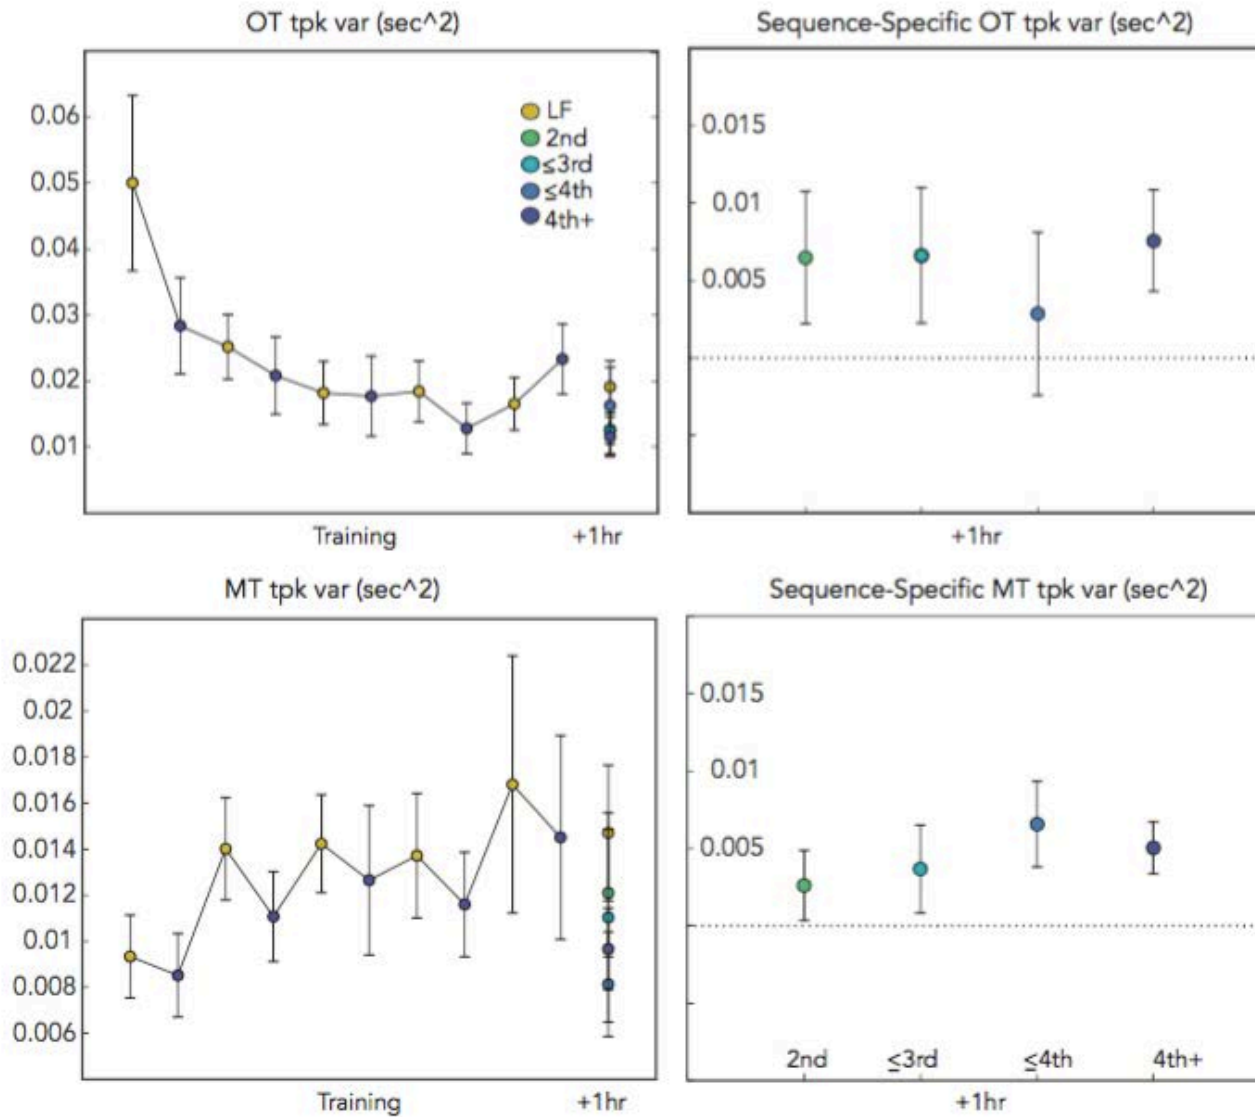 OT tpk var (sec^2)
0.06
0.05
0.04
0.03
0.02
0.01
LF
2nd
≤3rd
≤4th
4th+
Training
+1hr
Sequence-Specific OT tpk var (sec^2)
0.015
0.01
0.005
+1hr
MT tpk var (sec^2)
0.022
0.02
0.018
0.016
0.014
0.012
0.01
0.008
0.006
Training
+1hr
Sequence-Specific MT tpk var (sec^2)
0.015
0.01
0.005
2nd
≤3rd
≤4th
4th+
+1hr